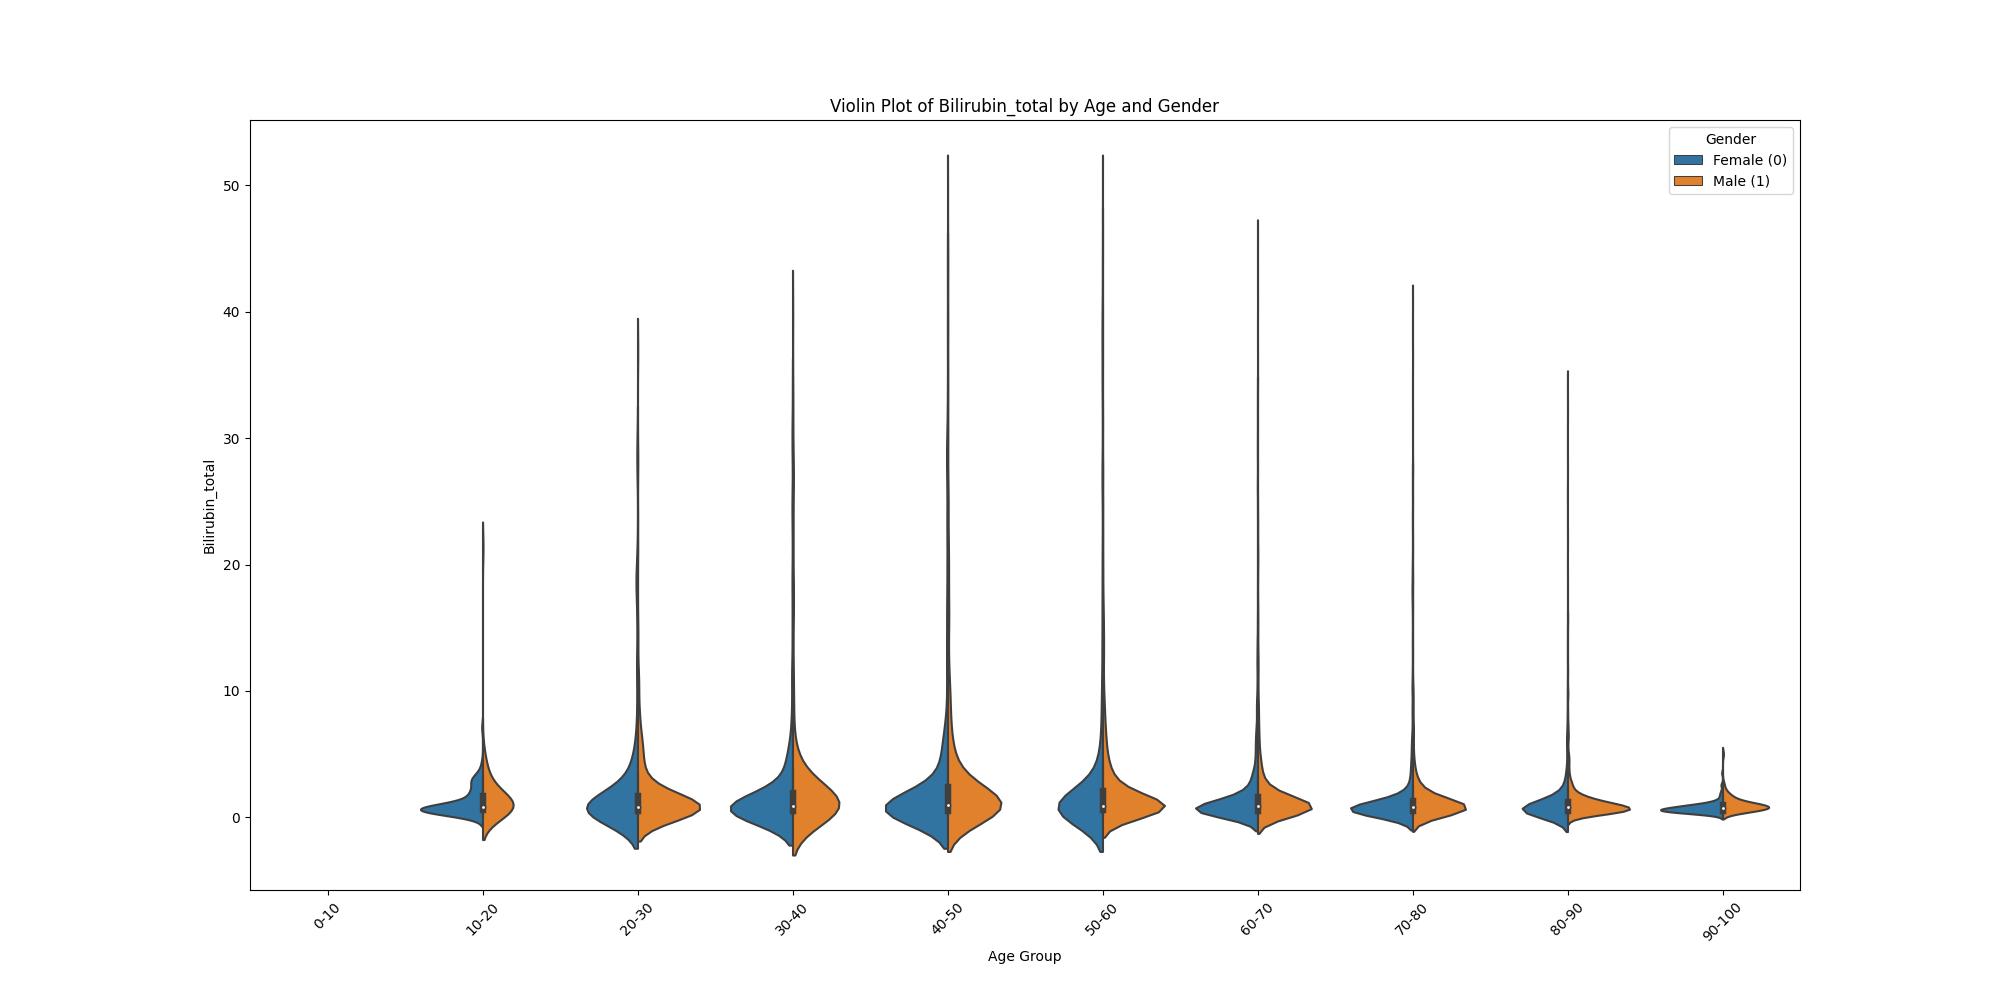 Violin Plot of Bilirubin_total by Age and Gender
Gender
Female (0)
Male (1)
50
40
30
20
10
0
Bilirubin_total
0-10
10-20
20-30
30-40
40-50
50-60
60-70
70-80
80-90
90-100
Age Group